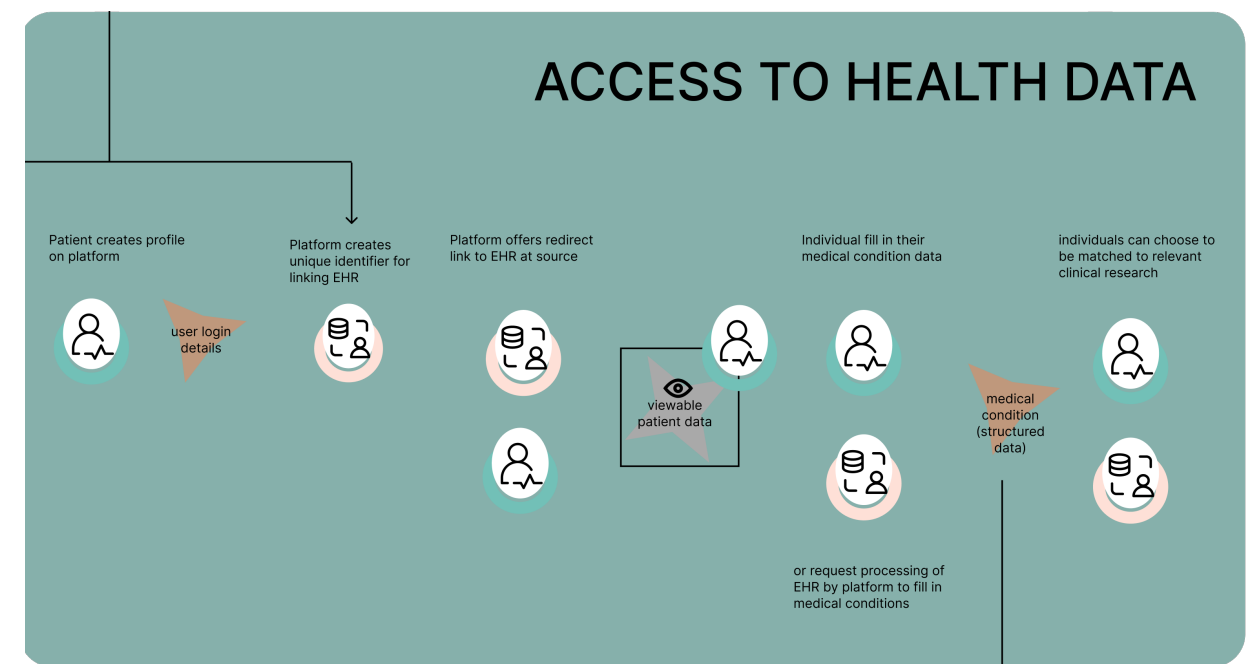 ACCESS TO HEALTH DATA
Patient creates profile
on platform
Platform creates
unique identifier for
linking EHR
Platform offers redirect
link to EHR at source
Individual fill in their
medical condition data
individuals can choose to
be matched to relevant
clinical research
user login
details
viewable
patient data
medical
condition
(structured
data)
or request processing of
EHR by platform to fill in
medical conditions